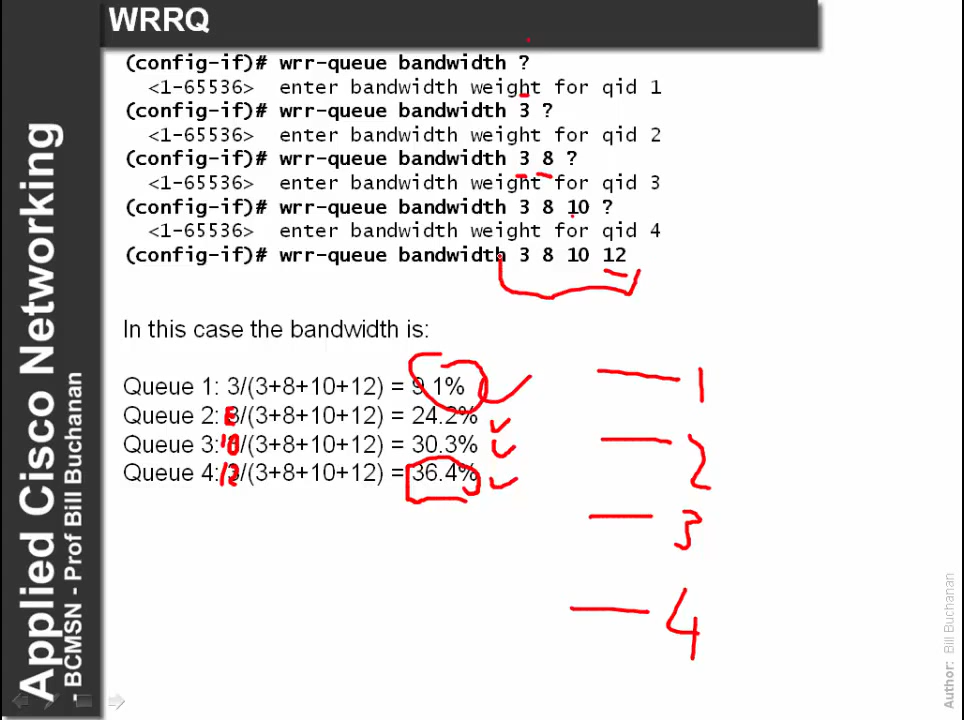 WRRQ
(config-if)# wrr-queue bandwidth ?
<1-65536> enter bandwidth weight for qid 1
(config-if)# wrr-queue bandwidth 3 ?
<1-65536> enter bandwidth weight for qid 2
(config-if)# wrr-queue bandwidth 3 8 ?
<1-65536> enter bandwidth weight for qid 3
(config-if)# wrr-queue bandwidth 3 8 10 ?
<1-65536> enter bandwidth weight for qid 4
(config-if)# wrr-queue bandwidth 3 8 10 12
In this case the bandwidth is:
Queue 1: 3/(3+8+10+12) = 9.1%
Queue 2: 8/(3+8+10+12) = 24.2%
Queue 3: 10/(3+8+10+12) = 30.3%
Queue 4: 12/(3+8+10+12) = 36.4%
1
2
3
4
Applied Cisco Networking
- BCMSN - Prof Bill Buchanan
Author: Bill Buchanan